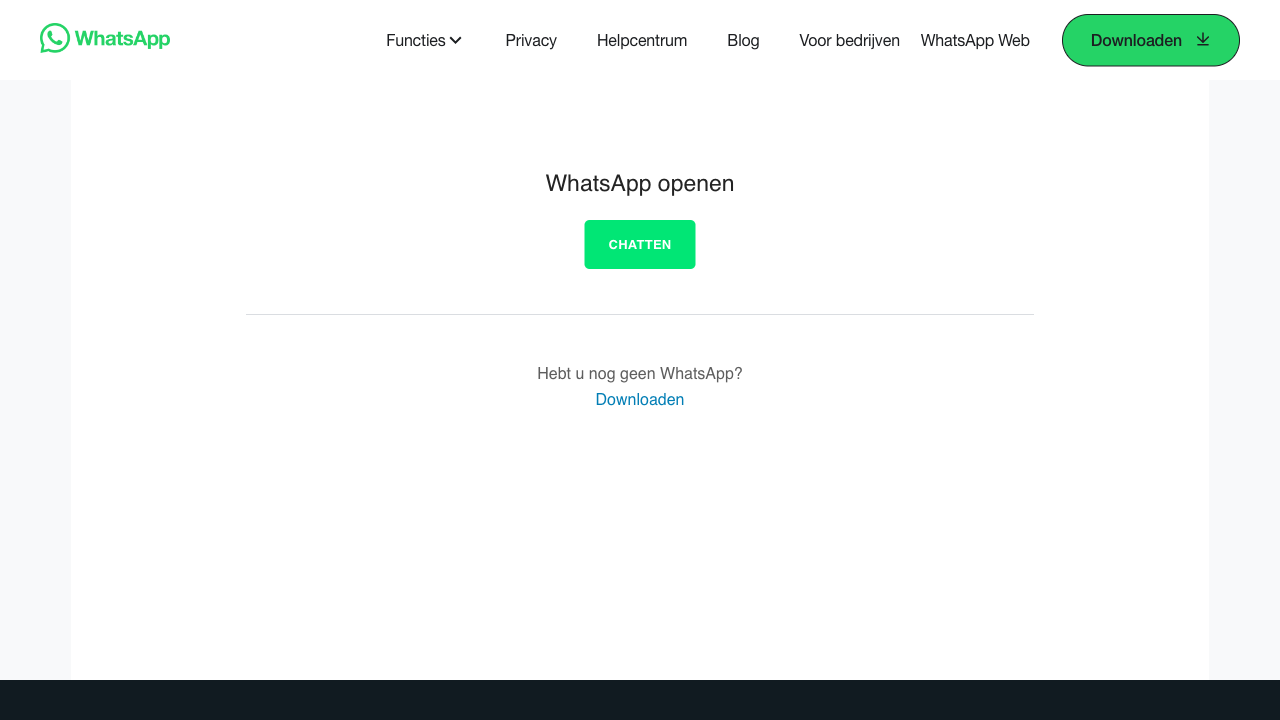 WhatsApp
Functies
Privacy
Helpcentrum
Blog
Voor bedrijven
WhatsApp Web
Downloaden
WhatsApp openen
CHATTEN
Hebt u nog geen WhatsApp?
Downloaden